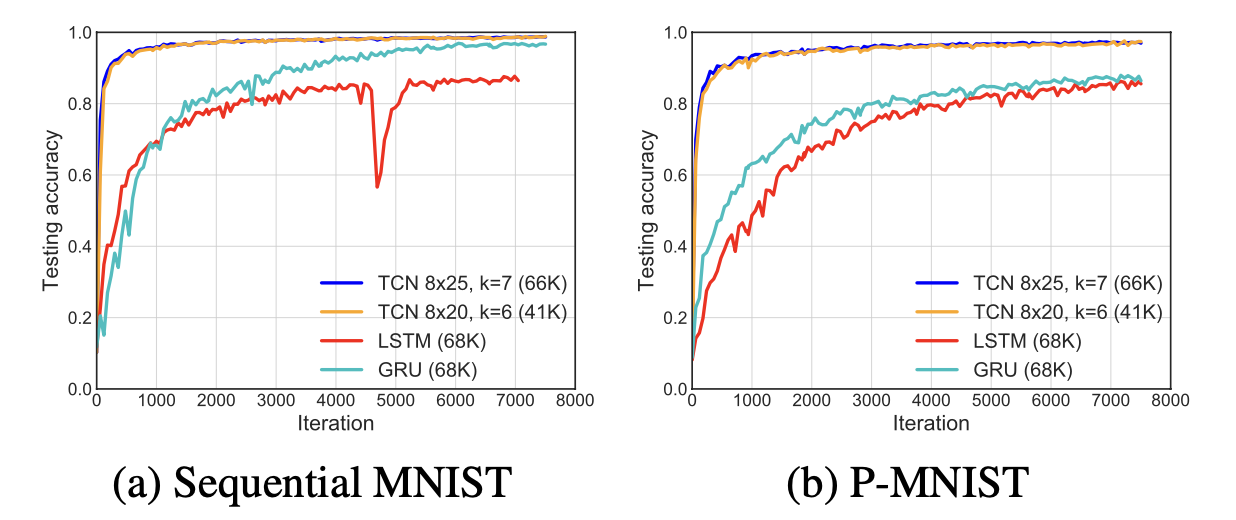 1.0
0.8
0.6
0.4
0.2
0.0
Testing accuracy
0 1000 2000 3000 4000 5000 6000 7000 8000
Iteration
TCN 8x25, k=7 (66K)
TCN 8x20, k=6 (41K)
LSTM (68K)
GRU (68K)
(a) Sequential MNIST
1.0
0.8
0.6
0.4
0.2
0.0
Testing accuracy
0 1000 2000 3000 4000 5000 6000 7000 8000
Iteration
TCN 8x25, k=7 (66K)
TCN 8x20, k=6 (41K)
LSTM (68K)
GRU (68K)
(b) P-MNIST